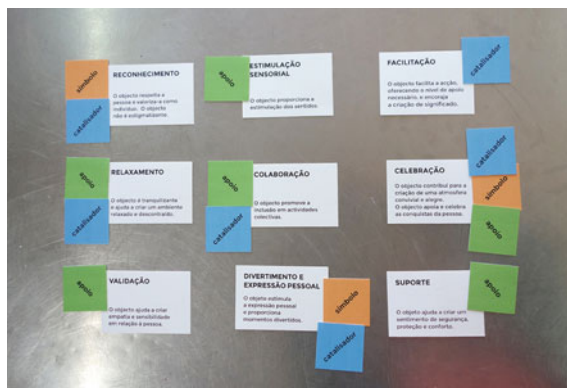 símbolo
RECONHECIMENTO
O objecto respeita a
pessoa e valoriza-a como
indivíduo. O objecto
não é estigmatizante.
catalisador
apoio
ESTIMULAÇÃO
SENSORIAL
O objecto proporciona a
estimulação dos sentidos.
FACILITAÇÃO
O objecto facilita a acção,
oferecendo o nível de apoio
necessário, e encoraja
a criação de significado.
catalisador
apoio
RELAXAMENTO
O objecto é tranquilizante
e ajuda a criar um ambiente
relaxado e descontraído.
catalisador
apoio
COLABORAÇÃO
O objecto promove a
inclusão em actividades
colectivas.
catalisador
CELEBRAÇÃO
O objecto contribui para a
criação de uma atmosfera
convivial e alegre.
O objecto apoia e celebra
as conquistas da pessoa.
catalisador
símbolo
apoio
apoio
VALIDAÇÃO
O objecto ajuda a criar
empatia e sensibilidade
em relação à pessoa.
DIVERTIMENTO E
EXPRESSÃO PESSOAL
O objeto estimula
a expressão pessoal
e proporciona
momentos divertidos.
símbolo
catalisador
SUPORTE
O objeto ajuda a criar um
sentimento de segurança,
proteção e conforto.
apoio